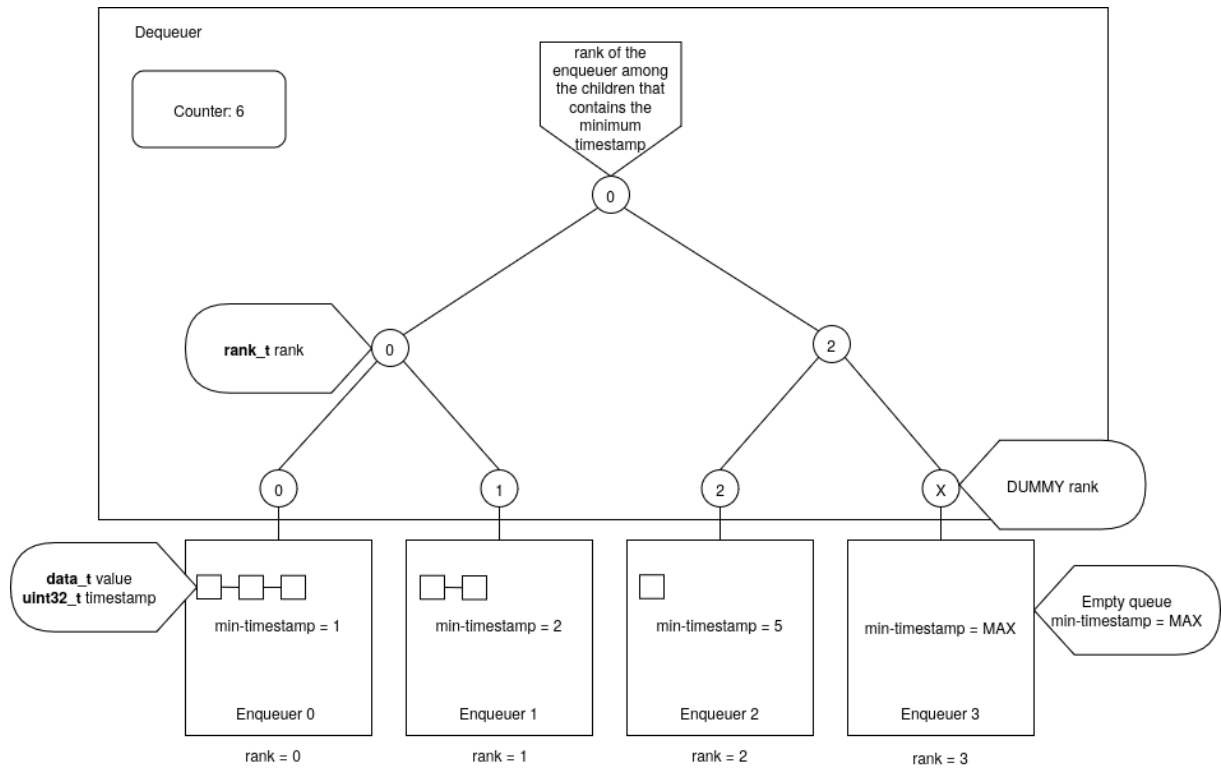 Dequeuer
Counter: 6
rank of the
enqueuer among
the children that
contains the
minimum
timestamp
0
rank_t rank
0
2
0
1
2
X
DUMMY rank
data_t value
uint32_t timestamp
min-timestamp = 1
Enqueuer 0
rank = 0
min-timestamp = 2
Enqueuer 1
rank = 1
min-timestamp = 5
Enqueuer 2
rank = 2
min-timestamp = MAX
Enqueuer 3
rank = 3
Empty queue
min-timestamp = MAX